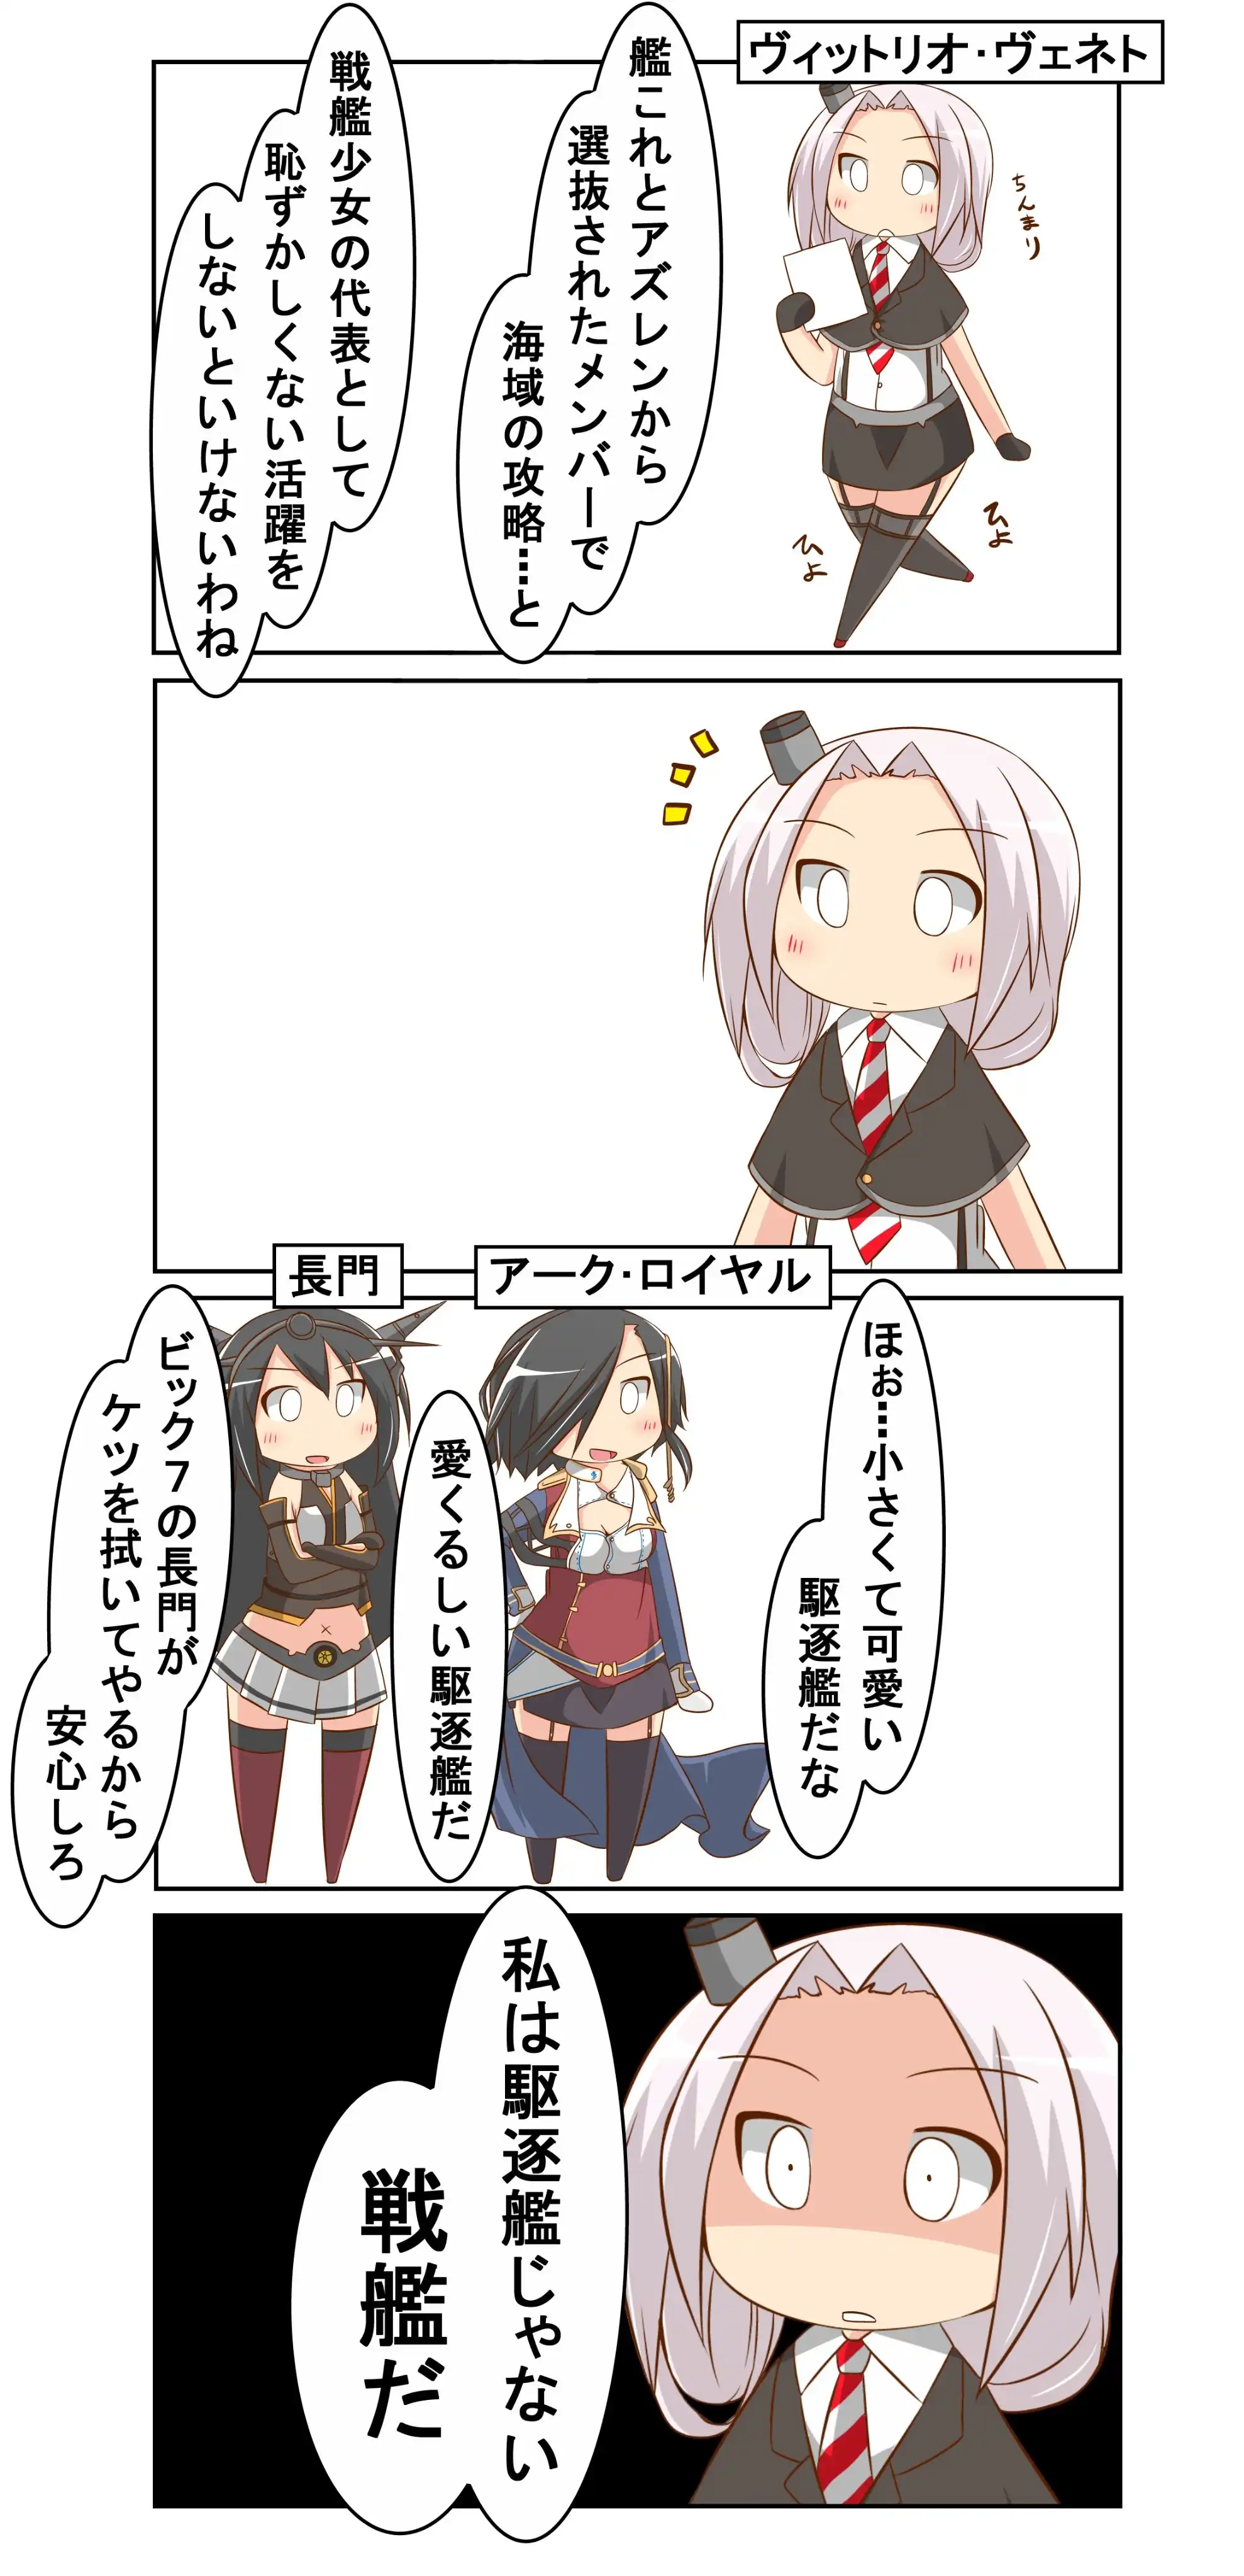 ヴィットリオ・ヴェネト
艦これとアズレンから
選抜されたメンバーで
海域の攻略…と
戦艦少女の代表として
恥ずかしくない活躍を
しないといけないわね
ちんまり
ひょ
ひょ
アーク・ロイヤル
長門
ほぉ…小さくて可愛い
駆逐艦だな
愛くるしい駆逐艦だ
ビック7の長門が
ケツを拭いてやるから
安心しろ
私は駆逐艦じゃない
戦艦だ